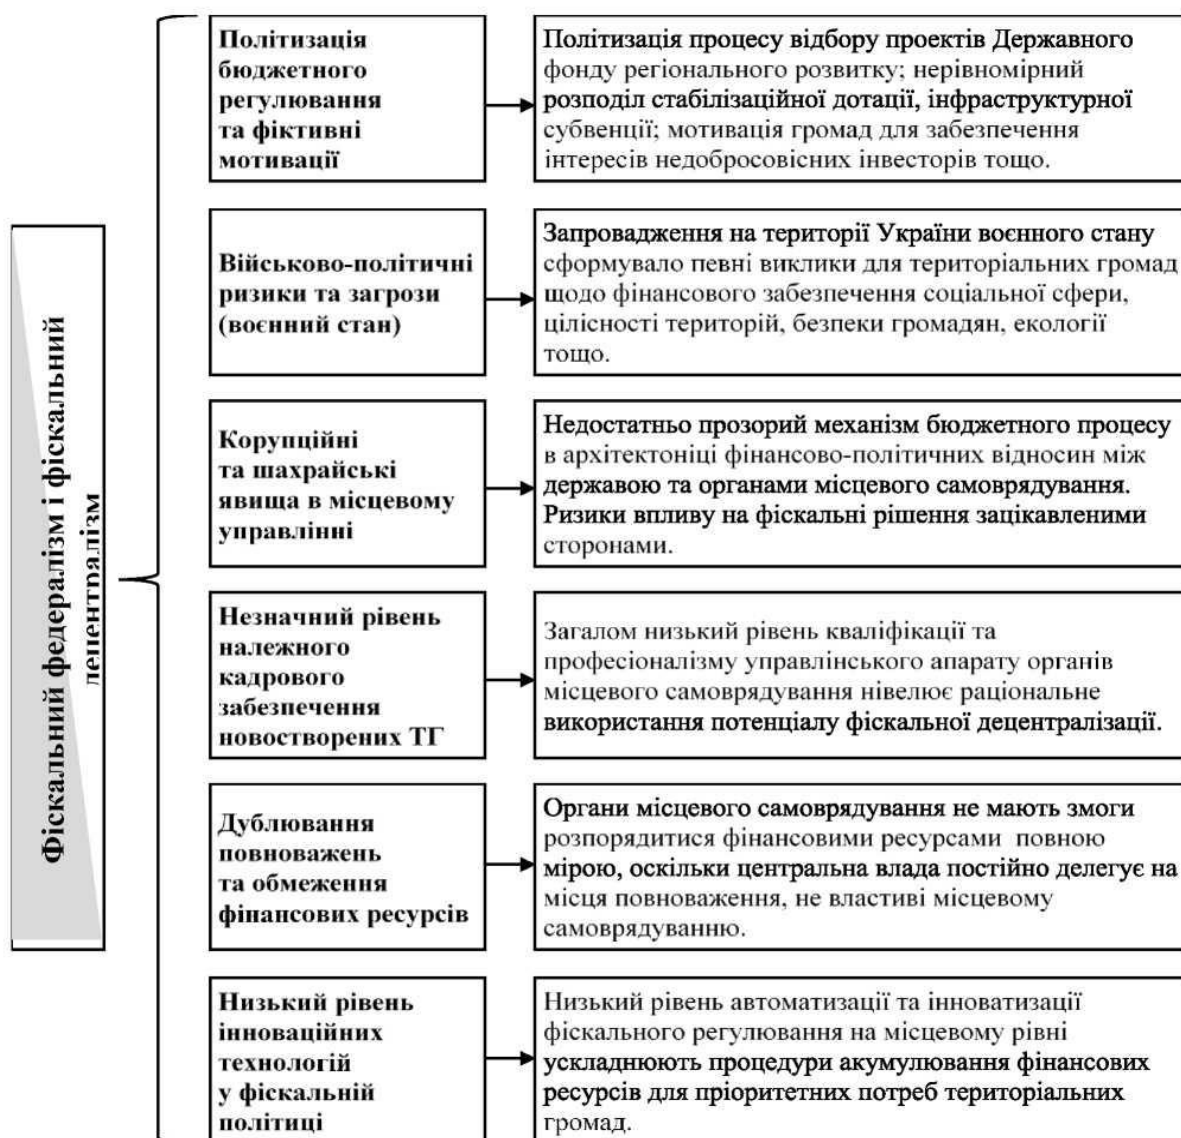 Фіскальний федералізм і фіскальний
децентралізм
Політизація
бюджетного
регулювання
та фіктивні
мотивації
Політизація процесу відбору проектів Державного
фонду регіонального розвитку; нерівномірний
розподіл стабілізаційної дотації, інфраструктурної
субвенції; мотивація громад для забезпечення
інтересів недобросовісних інвесторів тощо.
Військово-політичні
ризики та загрози
(воєнний стан)
Запровадження на території України воєнного стану
сформувало певні виклики для територіальних громад
щодо фінансового забезпечення соціальної сфери,
цілісності територій, безпеки громадян, екології
тощо.
Корупційні
та шахрайські
явища в місцевому
управлінні
Недостатньо прозорий механізм бюджетного процесу
в архітектоніці фінансово-політичних відносин між
державою та органами місцевого самоврядування.
Ризики впливу на фіскальні рішення зацікавленими
сторонами.
Незначний рівень
належного
кадрового
забезпечення
новостворених ТГ
Загалом низький рівень кваліфікації та
професіоналізму управлінського апарату органів
місцевого самоврядування нівелює раціональне
використання потенціалу фіскальної децентралізації.
Дублювання
повноважень
та обмеження
фінансових ресурсів
Органи місцевого самоврядування не мають змоги
розпорядитися фінансовими ресурсами повною
мірою, оскільки центральна влада постійно делегує на
місця повноваження, не властиві місцевому
самоврядуванню.
Низький рівень
інноваційних
технологій
у фіскальній
політиці
Низький рівень автоматизації та інноватизації
фіскального регулювання на місцевому рівні
ускладнюють процедури акумулювання фінансових
ресурсів для пріоритетних потреб територіальних
громад.